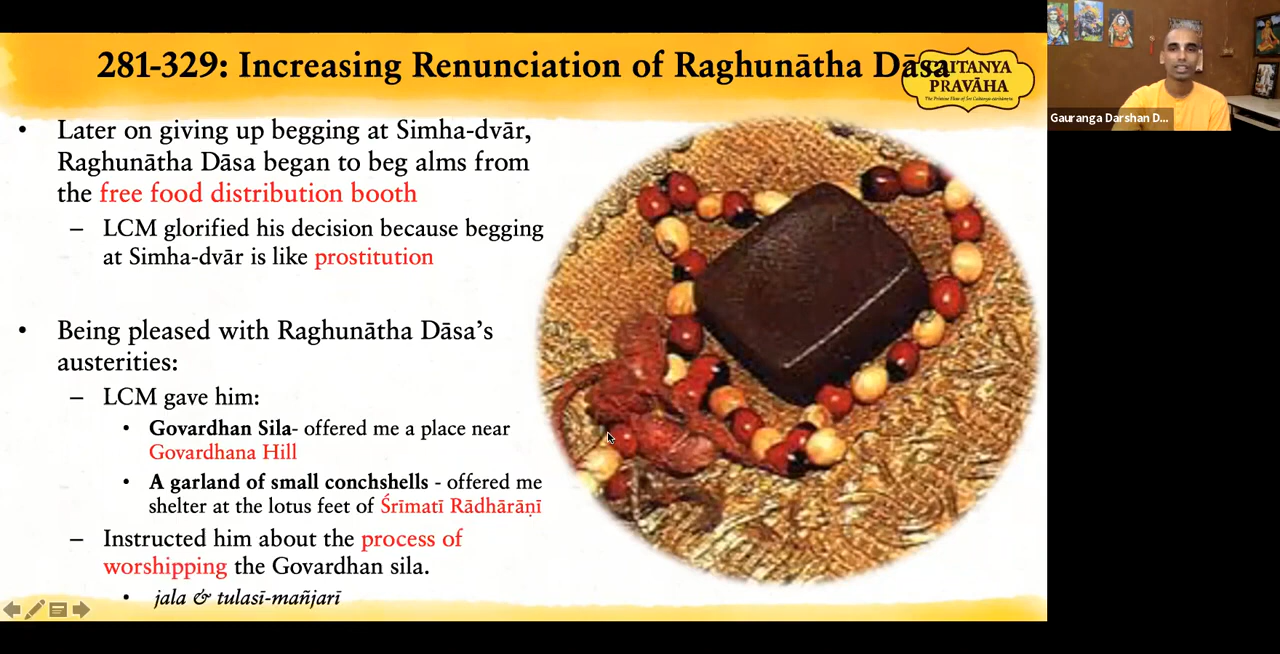 281-329: Increasing Renunciation of Raghunātha Dāsa
CAITANYA
PRAVĀHA
• Later on giving up begging at Simha-dvār,
Raghunātha Dāsa began to beg alms from
the free food distribution booth
– LCM glorified his decision because begging
at Simha-dvār is like prostitution
• Being pleased with Raghunātha Dāsa’s
austerities:
– LCM gave him:
• Govardhan Sila- offered me a place near
Govardhana Hill
• A garland of small conchshells - offered me
shelter at the lotus feet of Śrīmatī Rādhārāṇī
– Instructed him about the process of
worshipping the Govardhan sila.
• jala & tulasī-mañjarī
Gauranga Darshan D...